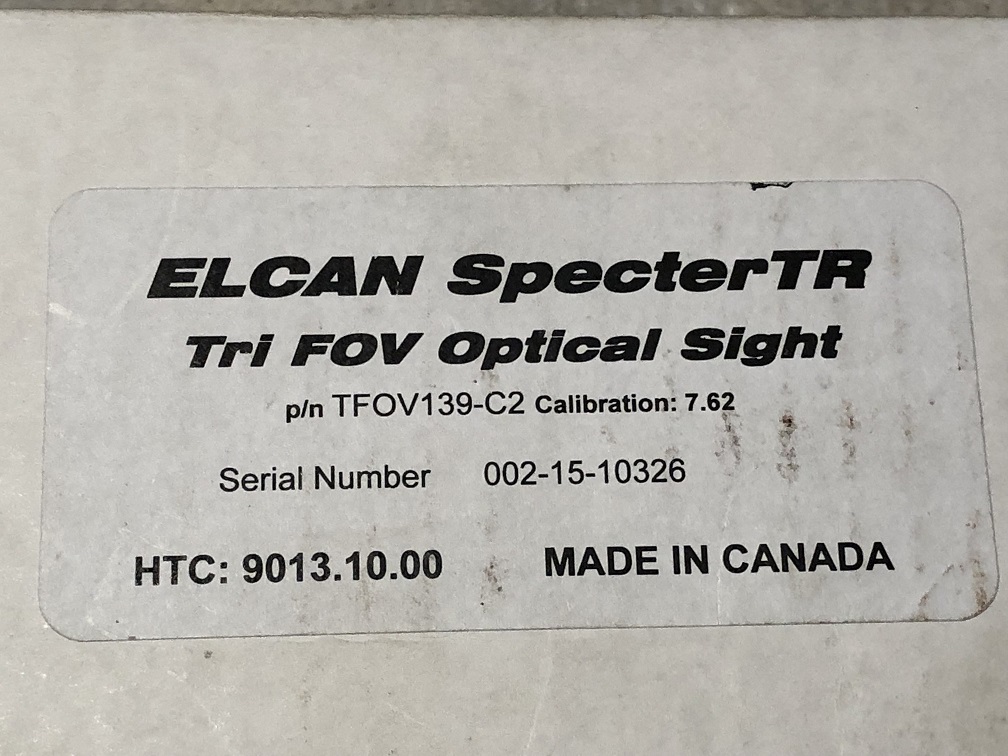 ELCAN SpecterTR
Tri FOV Optical Sight
p/n TFOV139-C2 Calibration: 7.62
Serial Number 002-15-10326
HTC: 9013.10.00 MADE IN CANADA